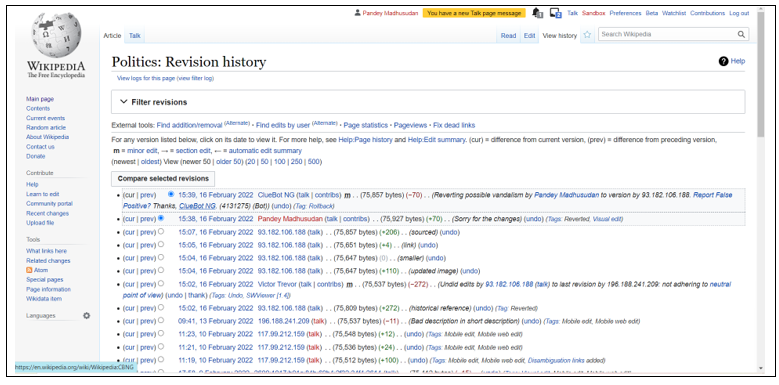 Pandey Madhusudan You have a new Talk page message 1 2 Talk Sandbox Preferences Beta Watchlist Contributions Log out
Article Talk Read Edit View history Search Wikipedia
WIKIPEDIA
The Free Encyclopedia
Politics: Revision history
Help
View logs for this page (view filter log)
Main page
Contents
Current events
Random article
About Wikipedia
Contact us
Donate
Contribute
Help
Learn to edit
Community portal
Recent changes
Upload file
Tools
What links here
Related changes
Atom
Special pages
Page information
Wikidata item
Languages
Filter revisions
External tools: Find addition/removal (Alternate) · Find edits by user (Alternate) · Page statistics · Pageviews · Fix dead links
For any version listed below, click on its date to view it. For more help, see Help:Page history and Help:Edit summary. (cur) = difference from current version, (prev) = difference from preceding version,
m = minor edit, → = section edit, ← = automatic edit summary
(newest | oldest) View (newer 50 | older 50) (20 | 50 | 100 | 250 | 500)
Compare selected revisions
(cur | prev) 15:39, 16 February 2022 ClueBot NG (talk | contribs) m . . (75,857 bytes) (−70) . . (Reverting possible vandalism by Pandey Madhusudan to version by 93.182.106.188. Report False
Positive? Thanks, ClueBot NG. (4131275) (Bot)) (undo) (Tag: Rollback)
(cur | prev) 15:38, 16 February 2022 Pandey Madhusudan (talk | contribs) . . (75,927 bytes) (+70) . . (Sorry for the changes) (undo) (Tags: Reverted, Visual edit)
(cur | prev) 15:07, 16 February 2022 93.182.106.188 (talk) . . (75,857 bytes) (+206) . . (sourced) (undo)
(cur | prev) 15:05, 16 February 2022 93.182.106.188 (talk) . . (75,651 bytes) (+4) . . (link) (undo)
(cur | prev) 15:04, 16 February 2022 93.182.106.188 (talk) . . (75,647 bytes) (0) . . (smaller) (undo)
(cur | prev) 15:04, 16 February 2022 93.182.106.188 (talk) . . (75,647 bytes) (+110) . . (updated image) (undo)
(cur | prev) 15:02, 16 February 2022 Victor Trevor (talk | contribs) m . . (75,537 bytes) (−272) . . (Undid edits by 93.182.106.188 (talk) to last revision by 196.188.241.209: not adhering to neutral
point of view) (undo | thank) (Tags: Undo, SWViewer [1.4])
(cur | prev) 15:02, 16 February 2022 93.182.106.188 (talk) . . (75,809 bytes) (+272) . . (historical reference) (undo) (Tag: Reverted)
(cur | prev) 09:41, 13 February 2022 196.188.241.209 (talk) . . (75,537 bytes) (−11) . . (Bad description in short description) (undo) (Tags: Mobile edit, Mobile web edit)
(cur | prev) 11:23, 10 February 2022 117.99.212.159 (talk) . . (75,548 bytes) (+12) . . (undo) (Tags: Mobile edit, Mobile web edit)
(cur | prev) 11:21, 10 February 2022 117.99.212.159 (talk) . . (75,536 bytes) (+24) . . (undo) (Tags: Mobile edit, Mobile web edit)
(cur | prev) 11:19, 10 February 2022 117.99.212.159 (talk) . . (75,512 bytes) (+100) . . (undo) (Tags: Mobile edit, Mobile web edit, Disambiguation links added)
https://en.wikipedia.org/wiki/Wikipedia:CBNG